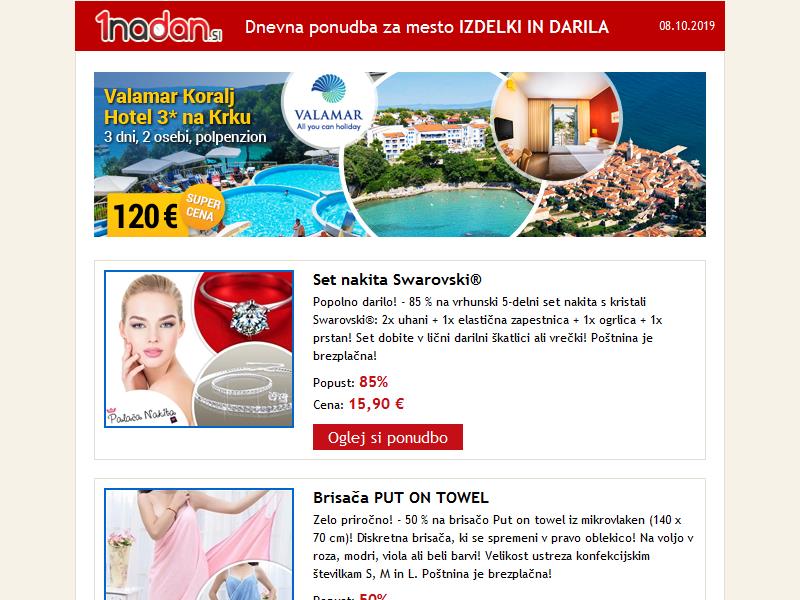 1nadan.si
Dnevna ponudba za mesto IZDELKI IN DARILA
08.10.2019
Valamar Koralj
Hotel 3* na Krku
3 dni, 2 osebi, polpenzion
120 €
SUPER
CENA
VALAMAR
All you can holiday
Set nakita Swarovski®
Popolno darilo! - 85 % na vrhunski 5-delni set nakita s kristali
Swarovski®: 2x uhani + 1x elastična zapestnica + 1x ogrlica + 1x
prstan! Set dobite v lični darilni škatlici ali vrečki! Poštnina je
brezplačna!
Popust: 85%
Cena: 15,90 €
Oglej si ponudbo
Palača Nakita
Brisača PUT ON TOWEL
Zelo priročno! - 50 % na brisačo Put on towel iz mikrovlaken (140 x
70 cm)! Diskretna brisača, ki se spremeni v pravo oblekico! Na voljo v
roza, modri, viola ali beli barvi! Velikost ustreza konfekcijskim
številkam S, M in L. Poštnina je brezplačna!
Popust: 50%